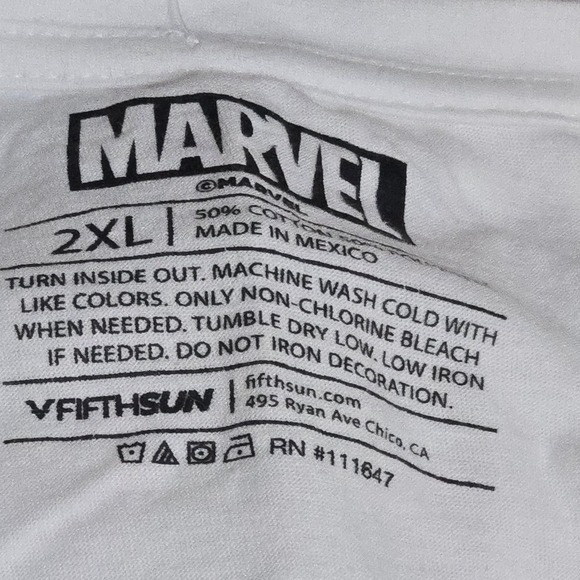 MARVEL
©MARVEL
2XL
50% COTTON
MADE IN MEXICO
TURN INSIDE OUT. MACHINE WASH COLD WITH
LIKE COLORS. ONLY NON-CHLORINE BLEACH
WHEN NEEDED. TUMBLE DRY LOW. LOW IRON
IF NEEDED. DO NOT IRON DECORATION.
FIFTHSUN
fifthsun.com
495 Ryan Ave Chico, CA
RN #111647